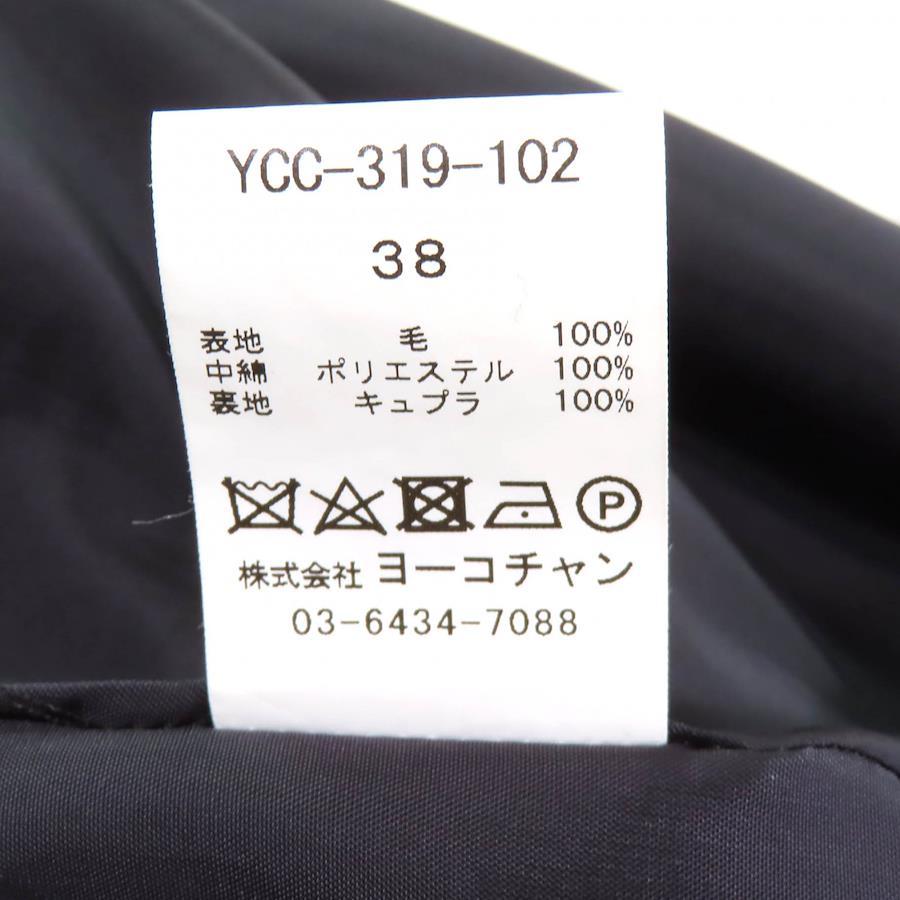 YCC-319-102
38
表地 毛 100%
中綿 ポリエステル 100%
裏地 キュプラ 100%
P
株式会社 ヨーコチャン
03-6434-7088